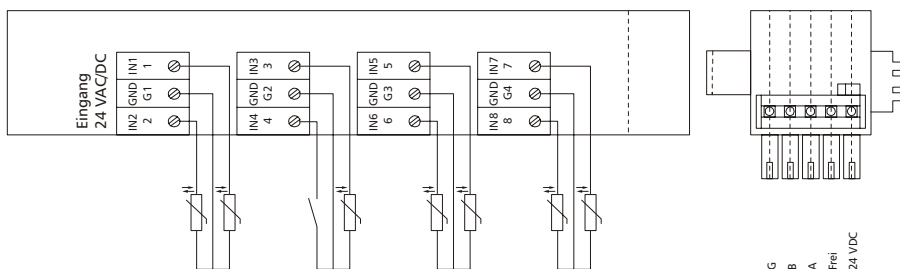 Eingang
24 VAC/DC
IN1 1
GND G1
IN2 2
IN3 3
GND G2
IN4 4
IN5 5
GND G3
IN6 6
IN7 7
GND G4
IN8 8
G
B
A
Frei
24 VDC